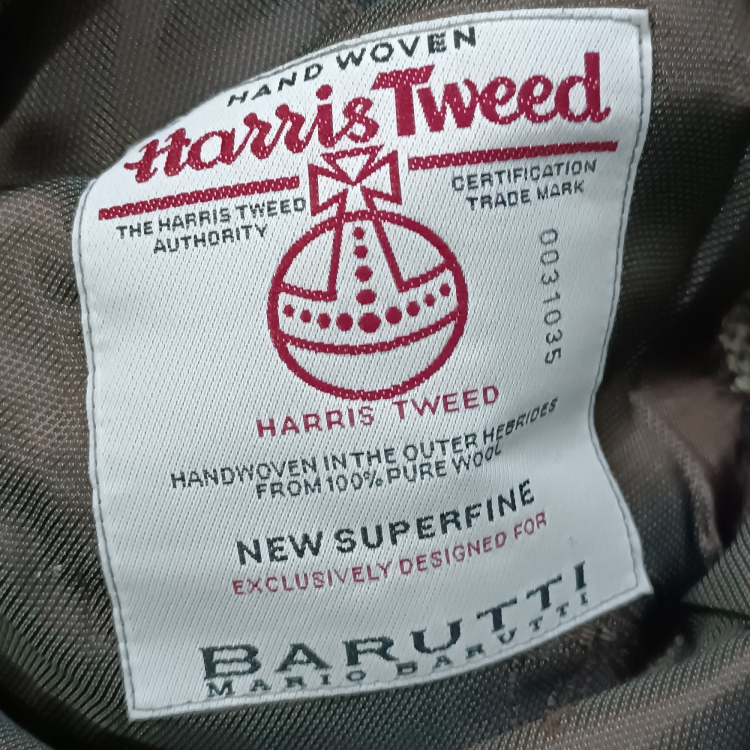 HAND WOVEN
Harris Tweed
THE HARRIS TWEED
AUTHORITY
CERTIFICATION
TRADE MARK
0031035
HARRIS TWEED
HANDWOVEN IN THE OUTER HEBRIDES
FROM 100% PURE WOOL
NEW SUPERFINE
EXCLUSIVELY DESIGNED FOR
BARUTTI
MARIO BARUTTI